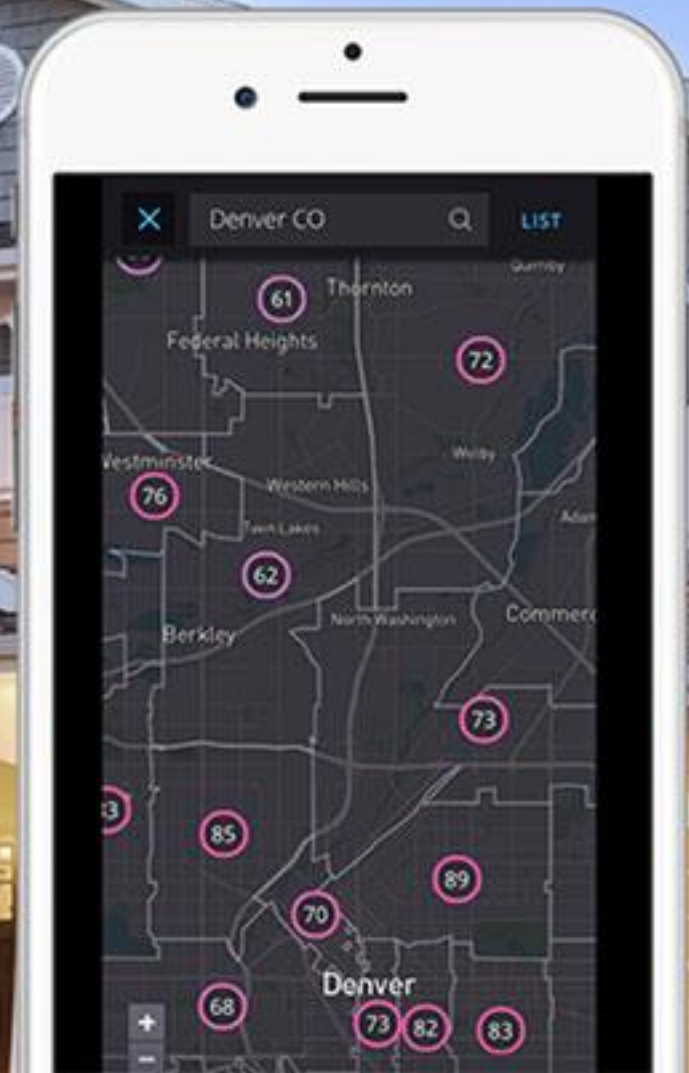 Denver CO
LIST
Quimby
61
Thornton
Federal Heights
72
Welby
Westminster
76
Western Hills
Twin Lakes
62
North Washington
Commerc
Berkley
73
85
89
70
Denver
68
73
82
83
+
−